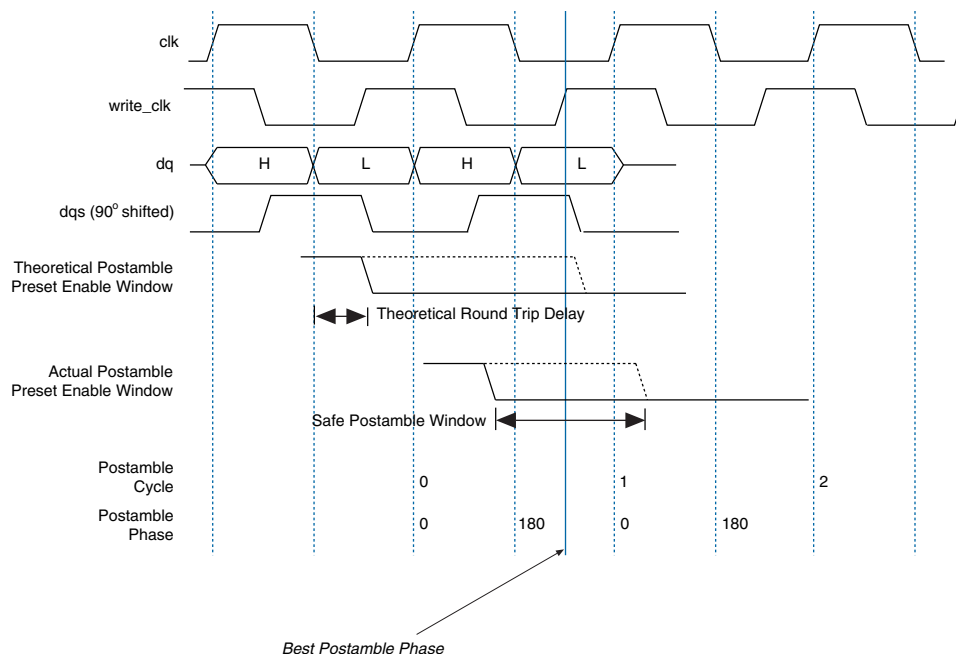 clk
write_clk
dq
H
L
H
L
dqs (90° shifted)
Theoretical Postamble
Preset Enable Window
Theoretical Round Trip Delay
Actual Postamble
Preset Enable Window
Safe Postamble Window
Postamble
Cycle
0
1
2
Postamble
Phase
0
180
0
180
Best Postamble Phase